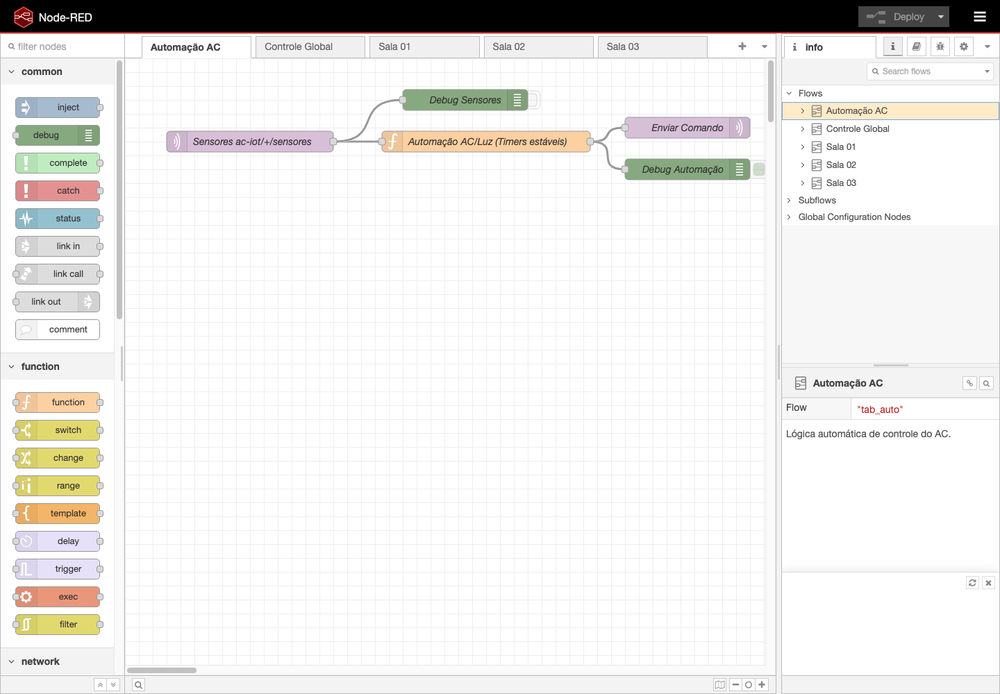 Node-RED
Deploy
filter nodes
Automação AC
Controle Global
Sala 01
Sala 02
Sala 03
info
Search flows
common
inject
debug
complete
catch
status
link in
link call
link out
comment
function
function
switch
change
range
template
delay
trigger
exec
filter
network
Debug Sensores
Sensores ac-iot/+/sensores
Automação AC/Luz (Timers estáveis)
Enviar Comando
Debug Automação
Flows
Automação AC
Controle Global
Sala 01
Sala 02
Sala 03
Subflows
Global Configuration Nodes
Automação AC
Flow
"tab_auto"
Lógica automática de controle do AC.